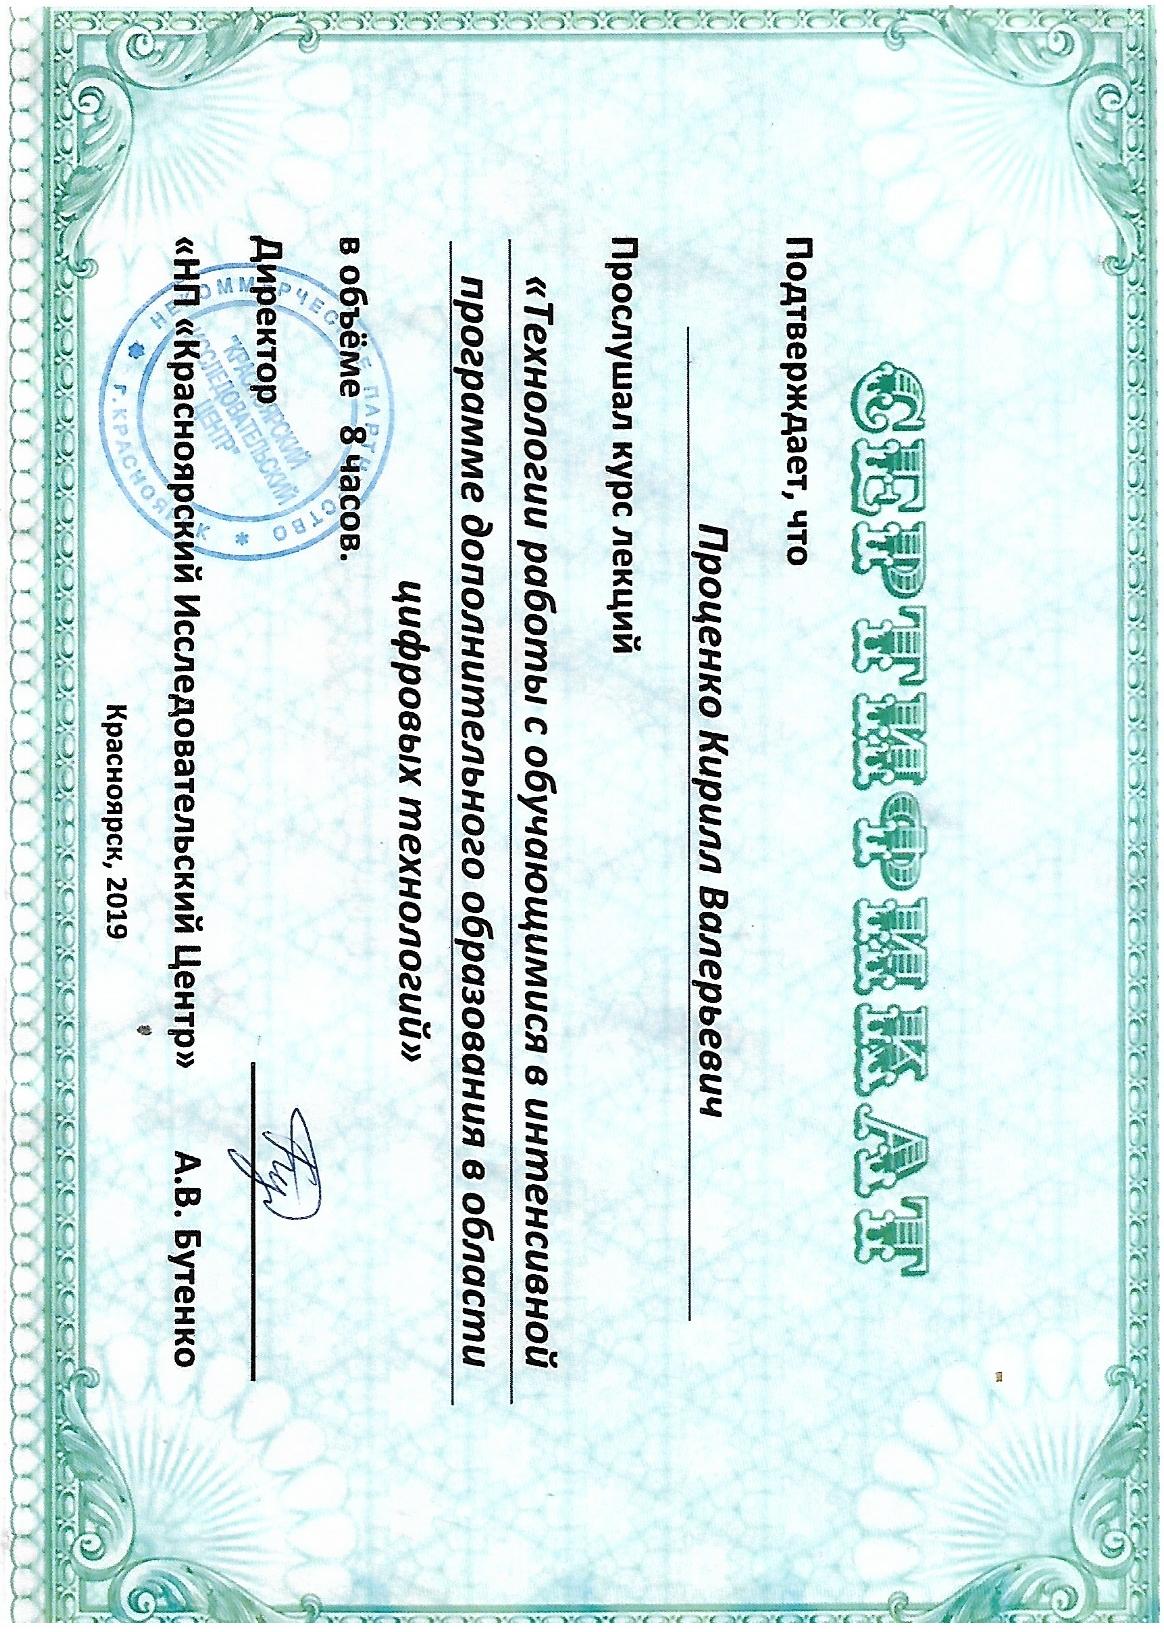 СЕРТИФИКАТ
Подтверждает, что
Проценко Кирилл Валерьевич
Прослушал курс лекций
«Технологии работы с обучающимися в интенсивной
программе дополнительного образования в области
цифровых технологий»
в объёме 8 часов.
Директор
«НП «Красноярский Исследовательский Центр» А.В. Бутенко
Красноярск, 2019
НЕКОММЕРЧЕСКОЕ ПАРТНЕРСТВО
Г.КРАСНОЯРСК
"КРАСНОЯРСКИЙ
ИССЛЕДОВАТЕЛЬСКИЙ
ЦЕНТР"